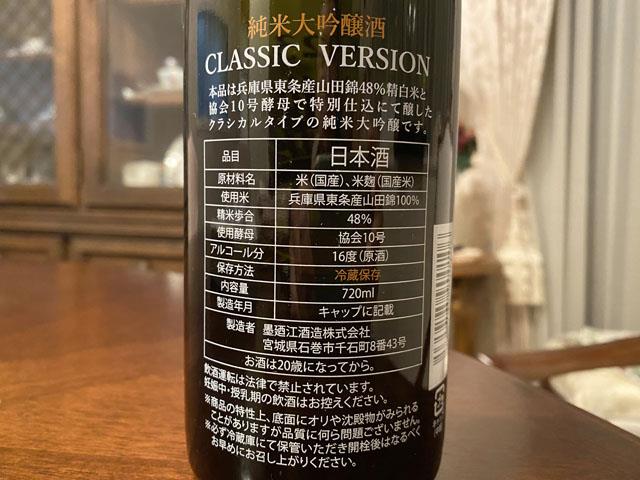 純米大吟醸酒
CLASSIC VERSION
本品は兵庫県東条産山田錦48%精白米と
協会10号酵母で特別仕込にて醸した
クラシカルタイプの純米大吟醸です。
品目 日本酒
原材料名 米(国産)、米麹(国産米)
使用米 兵庫県東条産山田錦100%
精米歩合 48%
使用酵母 協会10号
アルコール分 16度(原酒)
保存方法 冷蔵保存
内容量 720ml
製造年月 キャップに記載
製造者 墨廼江酒造株式会社
宮城県石巻市千石町8番43号
お酒は20歳になってから。
飲酒運転は法律で禁止されています。
妊娠中・授乳期の飲酒はお控えください。
※商品の特性上、底面にオリや沈殿物がみられる
ことがありますが品質に何ら問題ございません。
※必ず冷蔵庫にて保管いただき開栓後はなるべく
お早めにお召し上がりください。